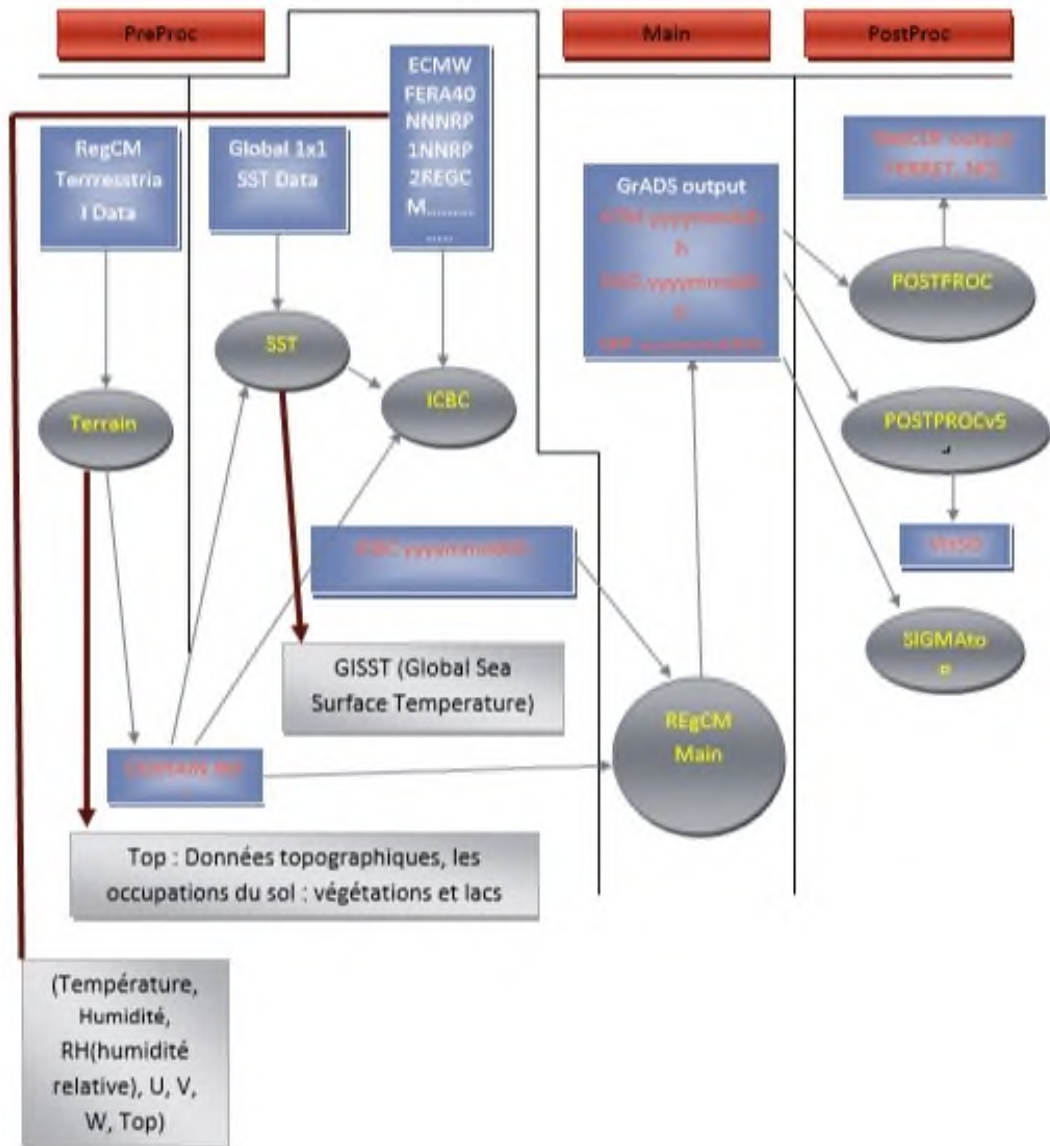 PreProc
Main
PostProc
ECMW
FERA40
NNNRP
1NNRP
2REGC
M.........
.....
RegCM
Terrresstria
l Data
Global 1x1
SST Data
GrADS output
h
POSTPROC
SST
ICBC
Terrain
POSTPROCv5
SIGMAto
p
GISST (Global Sea
Surface Temperature)
REgCM
Main
Top : Données topographiques, les
occupations du sol : végétations et lacs
(Température,
Humidité,
RH(humidité
relative), U, V,
W, Top)